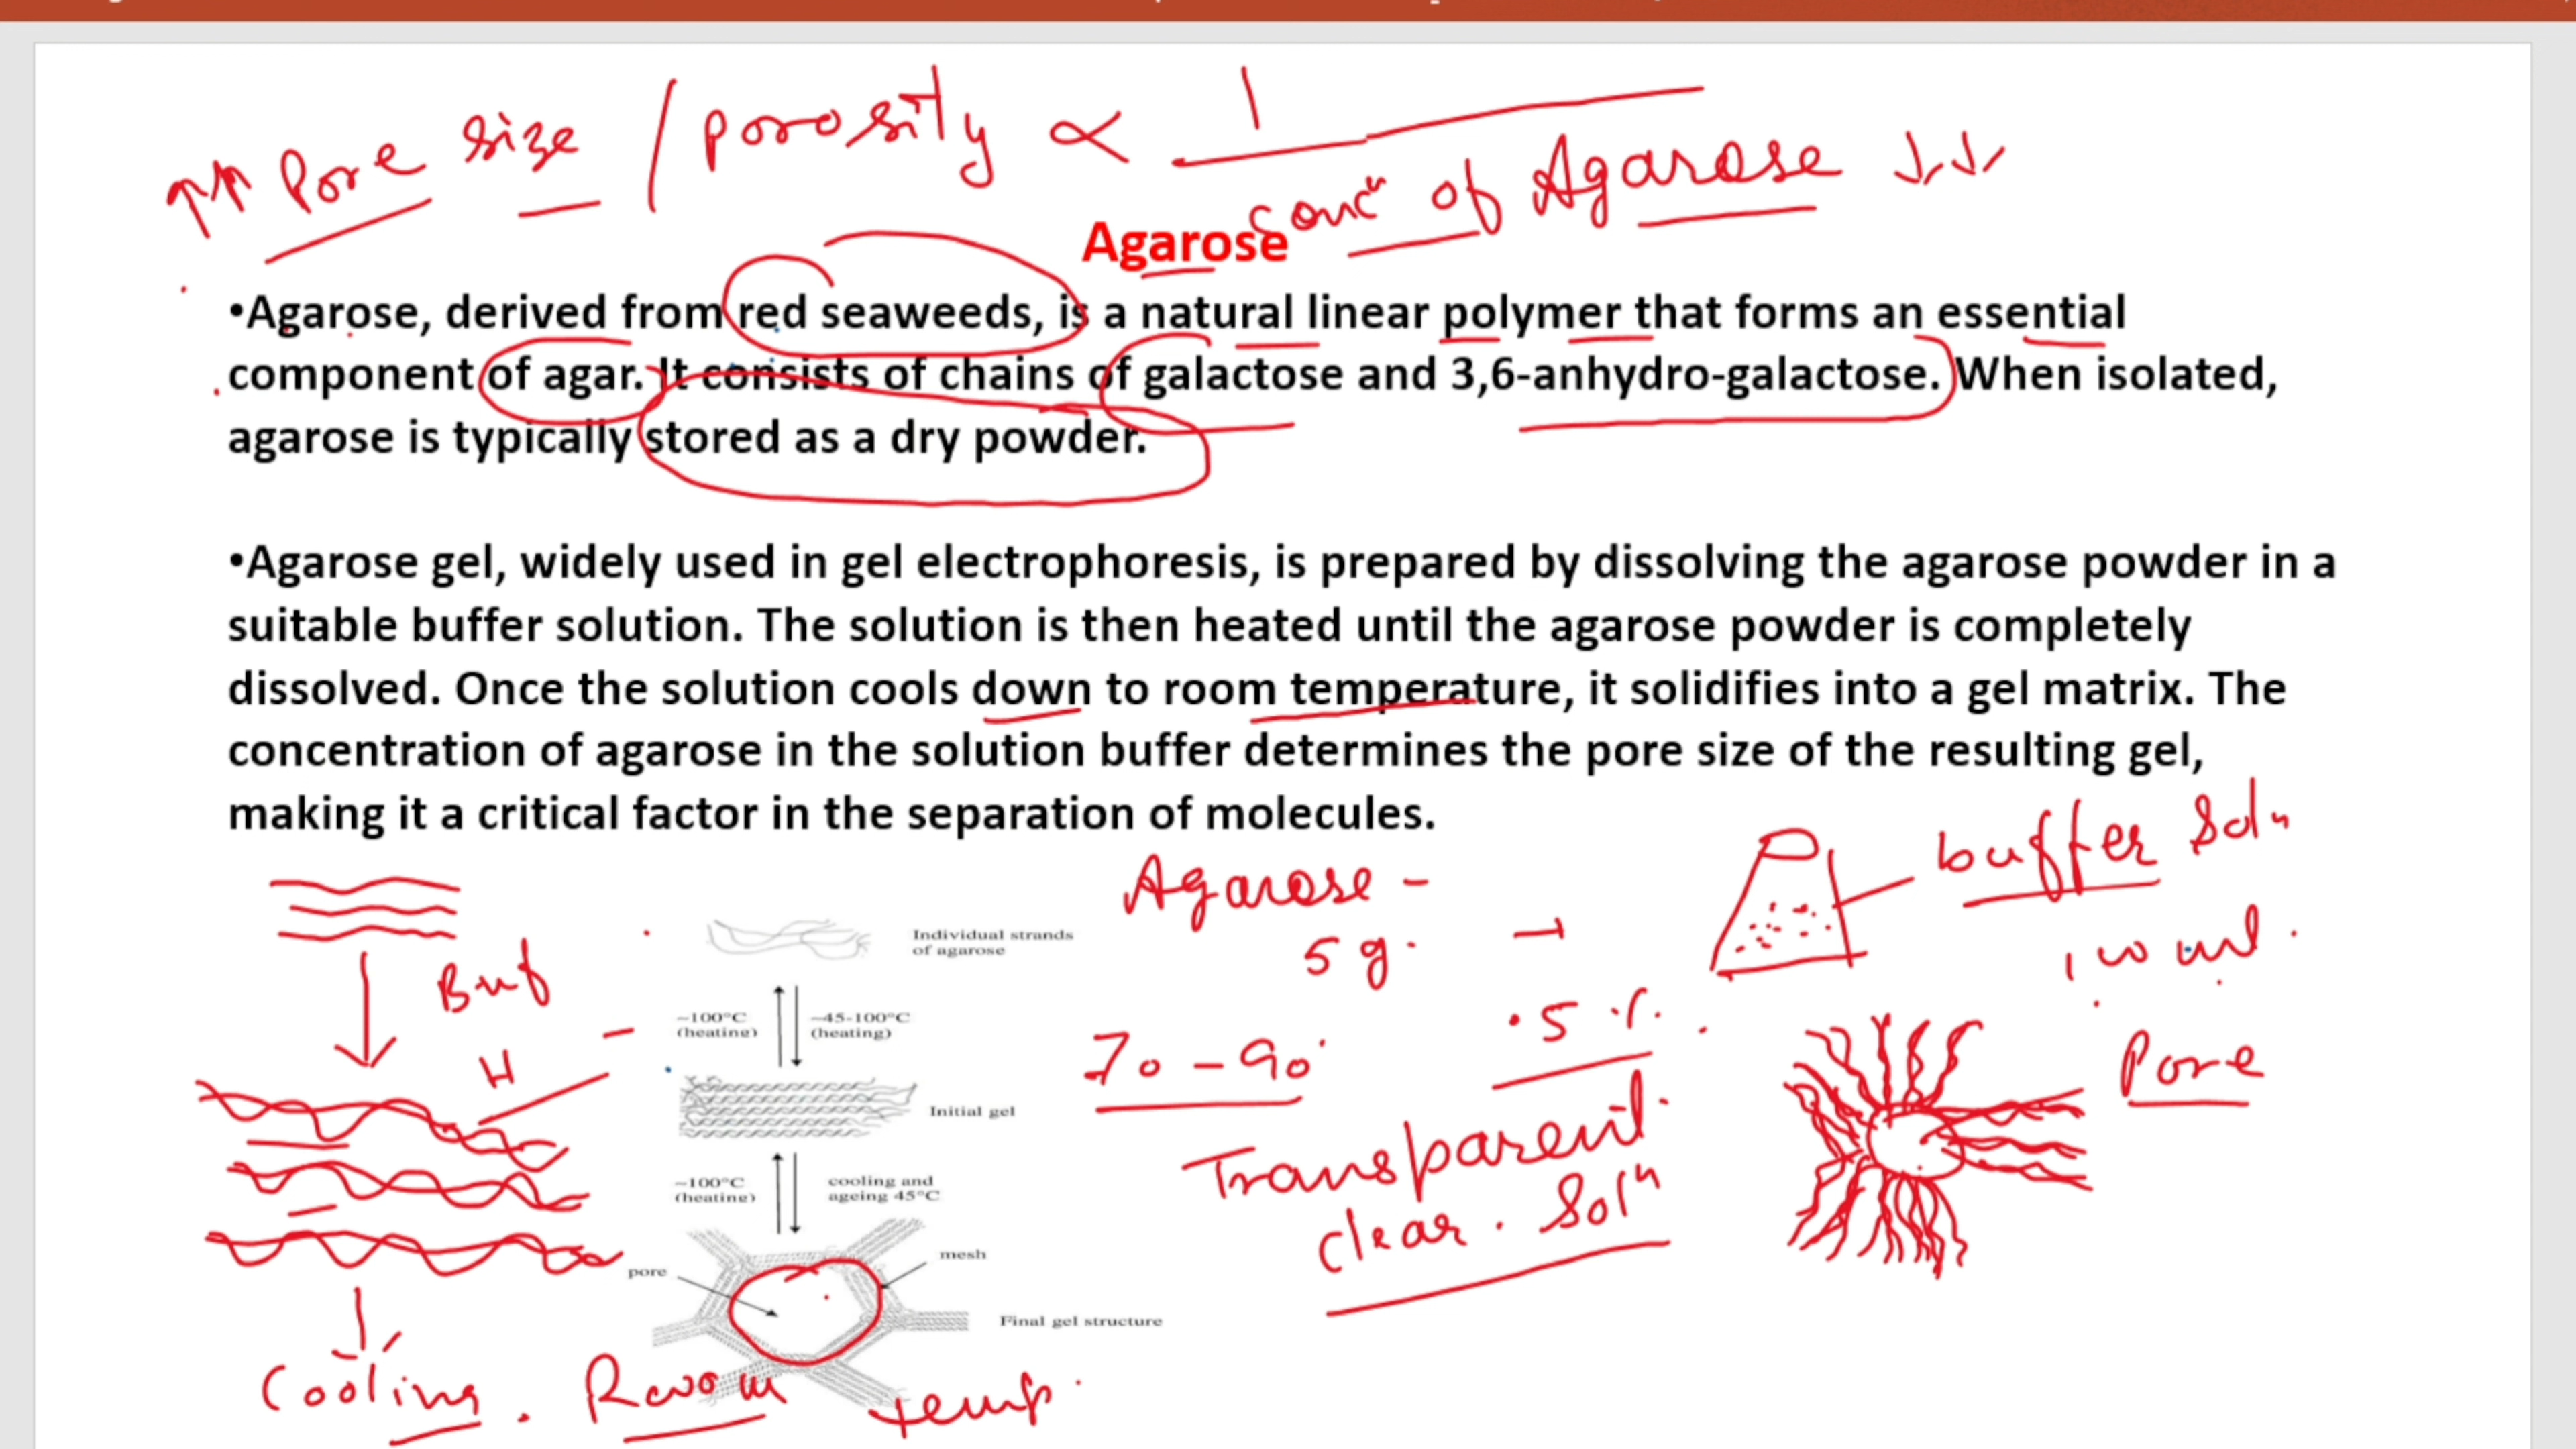 ↑↑ Pore size / porosity ∝ 1
concⁿ of Agarose ↓↓
Agarose
•Agarose, derived from red seaweeds, is a natural linear polymer that forms an essential
component of agar. It consists of chains of galactose and 3,6-anhydro-galactose. When isolated,
agarose is typically stored as a dry powder.
•Agarose gel, widely used in gel electrophoresis, is prepared by dissolving the agarose powder in a
suitable buffer solution. The solution is then heated until the agarose powder is completely
dissolved. Once the solution cools down to room temperature, it solidifies into a gel matrix. The
concentration of agarose in the solution buffer determines the pore size of the resulting gel,
making it a critical factor in the separation of molecules.
buffer Solⁿ
100 ml.
Agarose -
5 g.
5 %.
70 - 90°
Transparent
clear. Solⁿ
Pore
Buf
H
Individual strands
of agarose
~100°C
(heating)
~45-100°C
(heating)
Initial gel
~100°C
(heating)
cooling and
ageing 45°C
pore
mesh
Final gel structure
Cooling. Room temp.